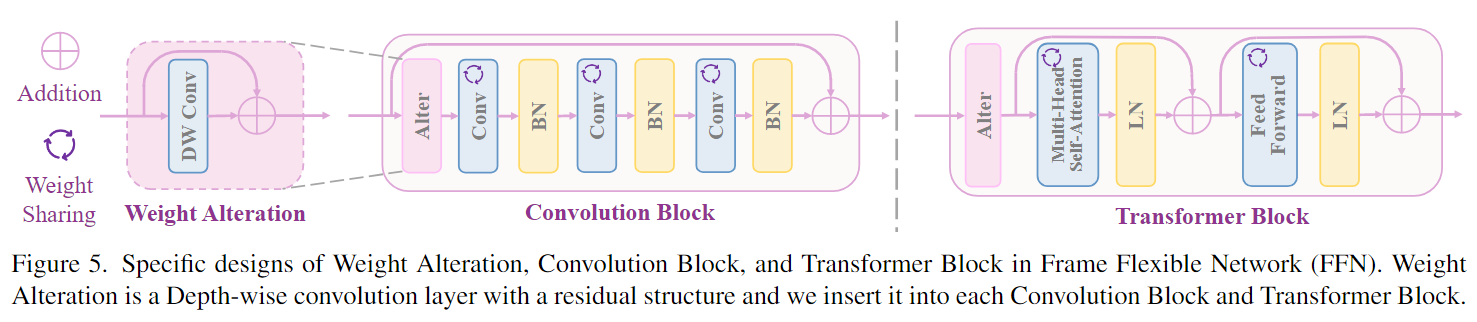 Addition
Weight
Sharing
DW Conv
Weight Alteration
Alter
Conv
BN
Conv
BN
Conv
BN
Convolution Block
Alter
Multi-Head
Self-Attention
LN
Feed
Forward
LN
Transformer Block
Figure 5. Specific designs of Weight Alteration, Convolution Block, and Transformer Block in Frame Flexible Network (FFN). Weight
Alteration is a Depth-wise convolution layer with a residual structure and we insert it into each Convolution Block and Transformer Block.